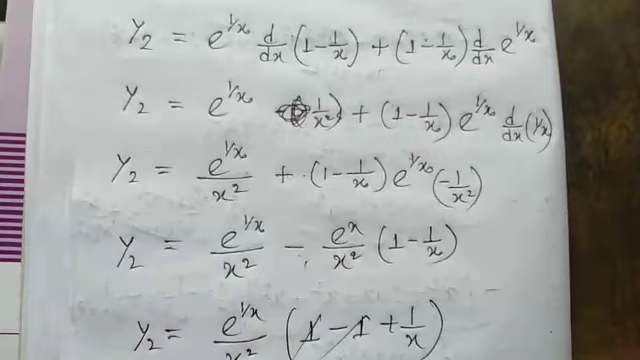 y₂ = e^{1/x} d/dx (1 - 1/x) + (1 - 1/x) d/dx e^{1/x}
y₂ = e^{1/x} (1/x²) + (1 - 1/x) e^{1/x} d/dx (1/x)
y₂ = e^{1/x}/x² + (1 - 1/x) e^{1/x} (-1/x²)
y₂ = e^{1/x}/x² - e^x/x² (1 - 1/x)
y₂ = e^{1/x}/x² (1 - 1 + 1/x)